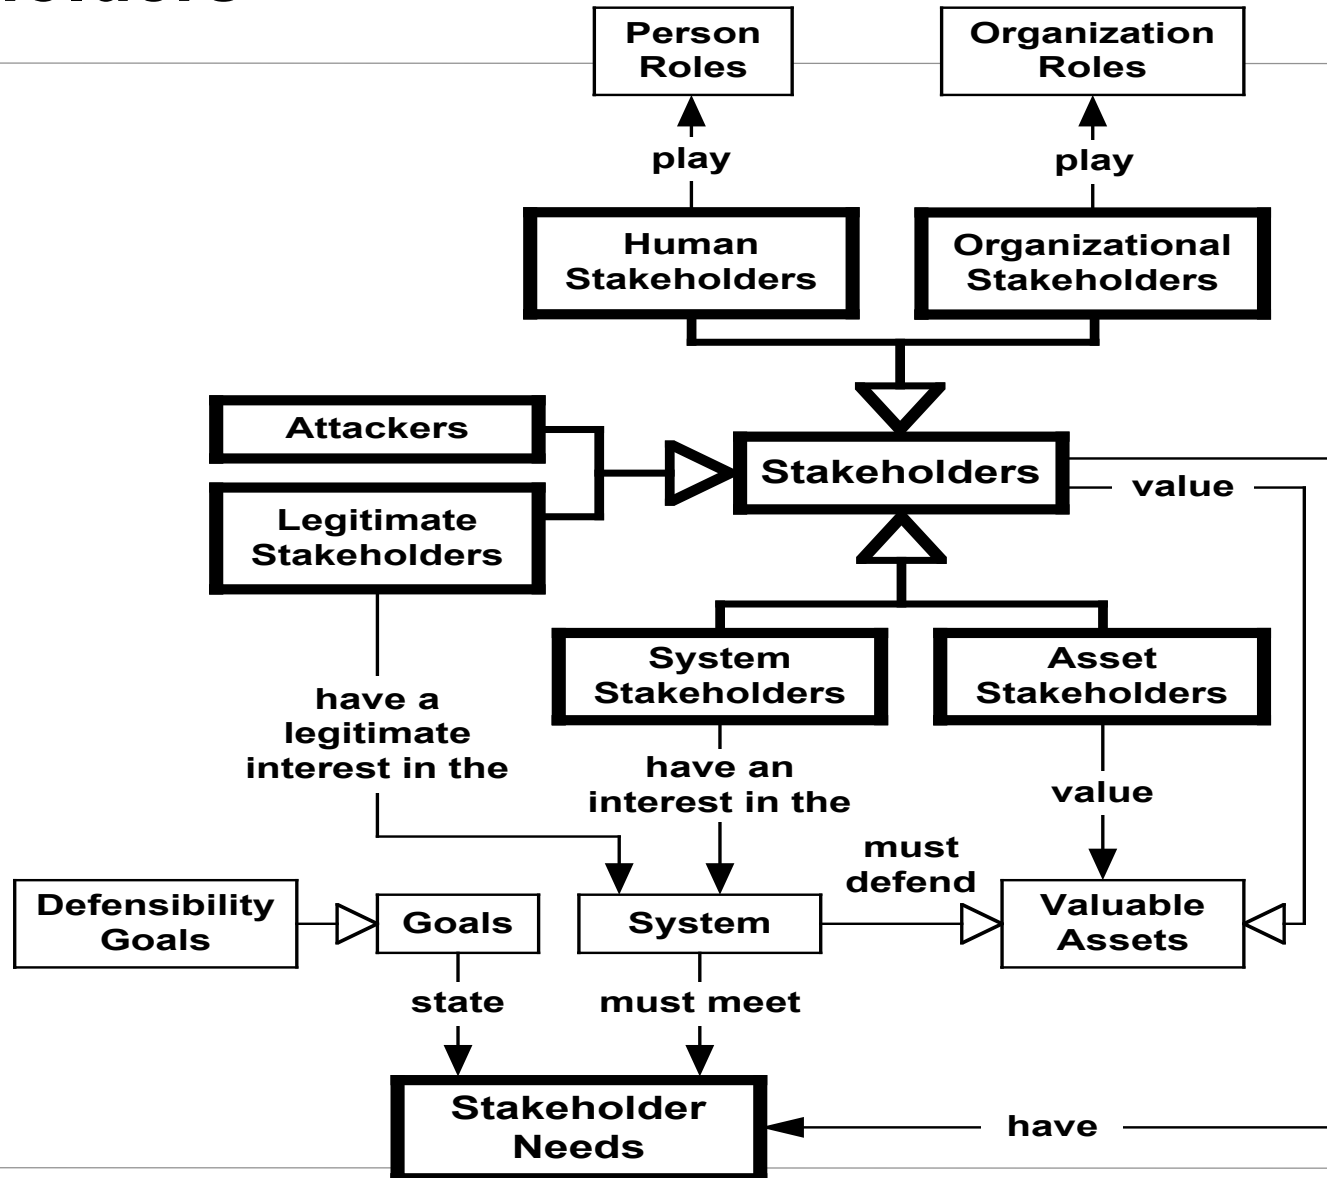 Person
Roles
Organization
Roles
play
play
Human
Stakeholders
Organizational
Stakeholders
Attackers
Stakeholders
value
Legitimate
Stakeholders
System
Stakeholders
Asset
Stakeholders
have a
legitimate
interest in the
have an
interest in the
value
must
defend
Defensibility
Goals
Goals
System
Valuable
Assets
state
must meet
Stakeholder
Needs
have